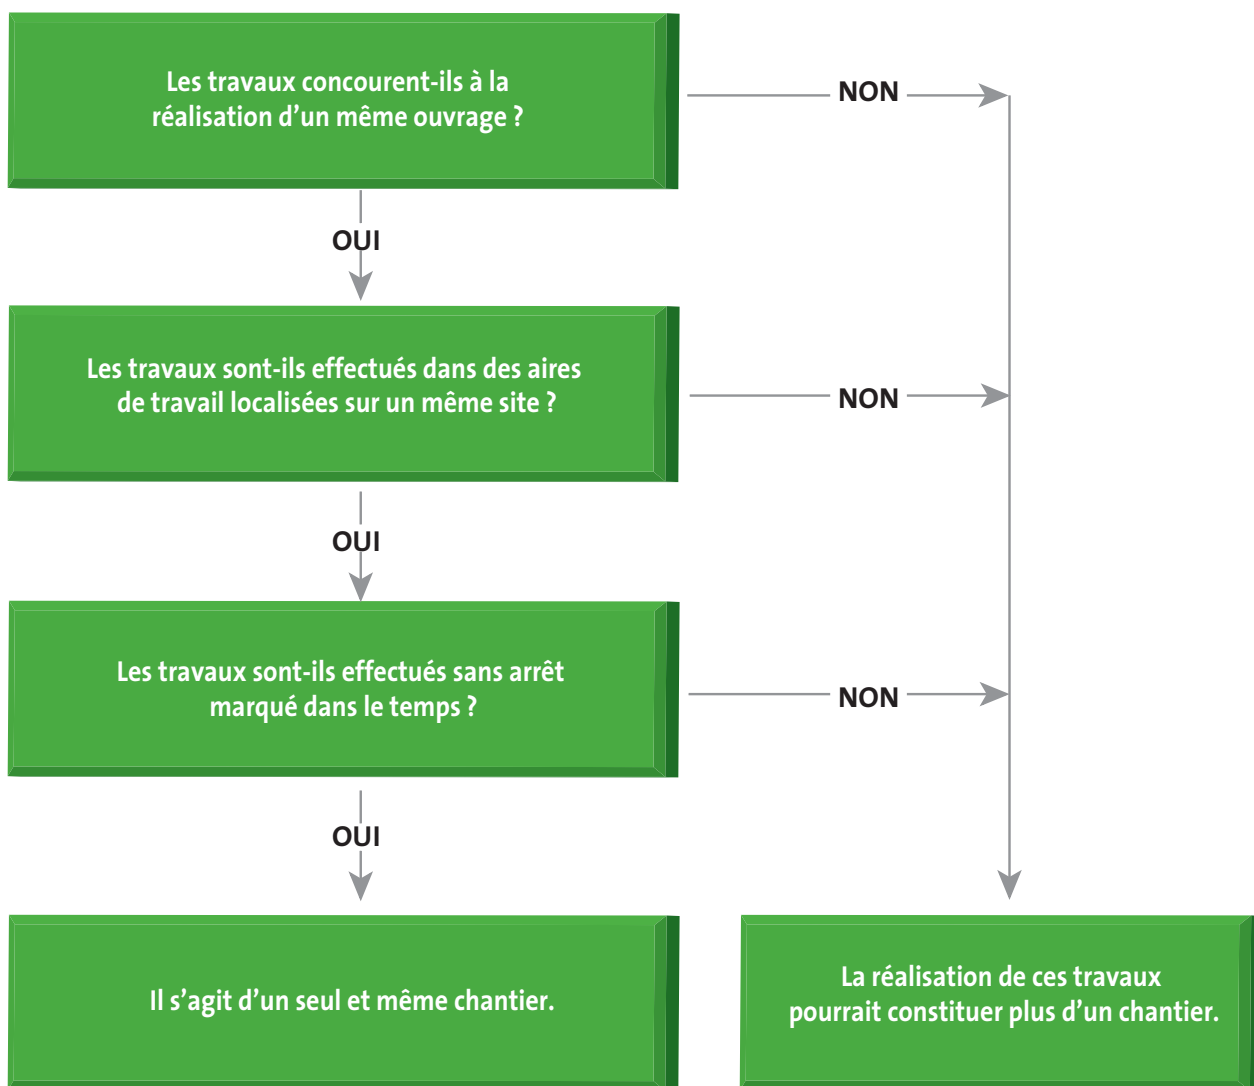 Les travaux concourent-ils à la
réalisation d’un même ouvrage ?
NON
OUI
Les travaux sont-ils effectués dans des aires
de travail localisées sur un même site ?
NON
OUI
Les travaux sont-ils effectués sans arrêt
marqué dans le temps ?
NON
OUI
Il s’agit d’un seul et même chantier.
La réalisation de ces travaux
pourrait constituer plus d’un chantier.